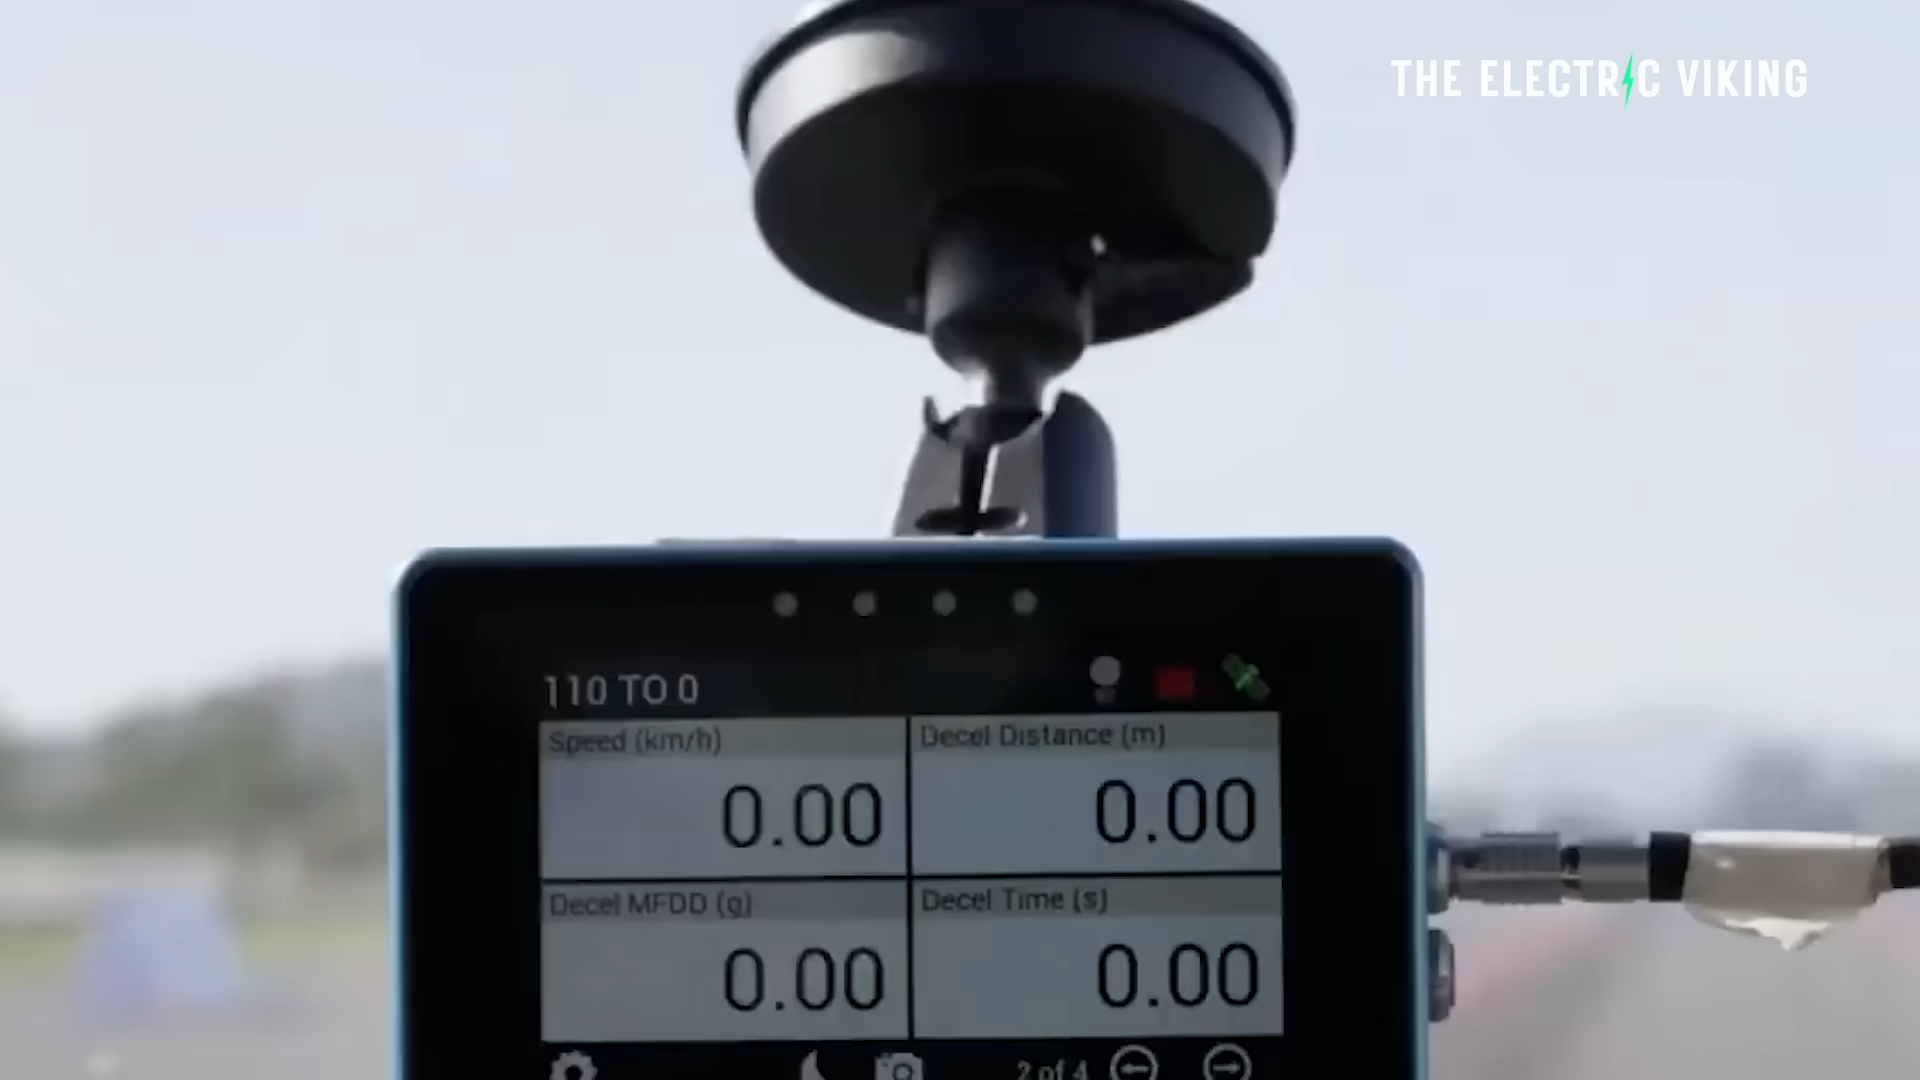 THE ELECTRIC VIKING
110 TO 0
Speed (km/h)
Decel Distance (m)
0.00
0.00
Decel MFDD (g)
Decel Time (s)
0.00
0.00
2 of 4